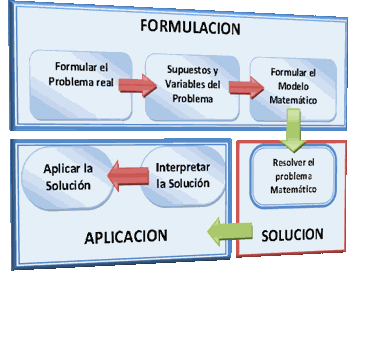 FORMULACION
Formular el
Problema real
Supuestos y
Variables del
Problema
Formular el
Modelo
Matemático
Resolver el
problema
Matemático
SOLUCION
Interpretar
la Solución
Aplicar la
Solución
APLICACION